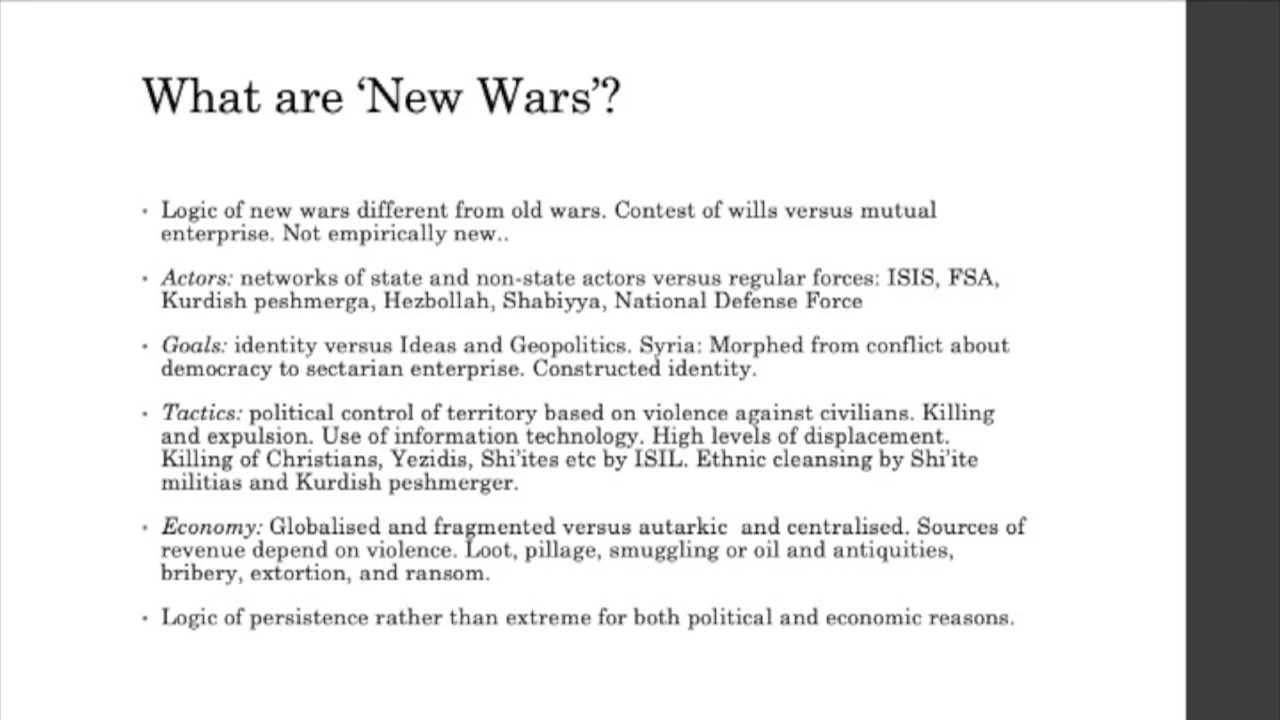 What are ‘New Wars’?
• Logic of new wars different from old wars. Contest of wills versus mutual
enterprise. Not empirically new..
• Actors: networks of state and non-state actors versus regular forces: ISIS, FSA,
Kurdish peshmerga, Hezbollah, Shabiyya, National Defense Force
• Goals: identity versus Ideas and Geopolitics. Syria: Morphed from conflict about
democracy to sectarian enterprise. Constructed identity.
• Tactics: political control of territory based on violence against civilians. Killing
and expulsion. Use of information technology. High levels of displacement.
Killing of Christians, Yezidis, Shi’ites etc by ISIL. Ethnic cleansing by Shi’ite
militias and Kurdish peshmerger.
• Economy: Globalised and fragmented versus autarkic and centralised. Sources of
revenue depend on violence. Loot, pillage, smuggling or oil and antiquities,
bribery, extortion, and ransom.
• Logic of persistence rather than extreme for both political and economic reasons.